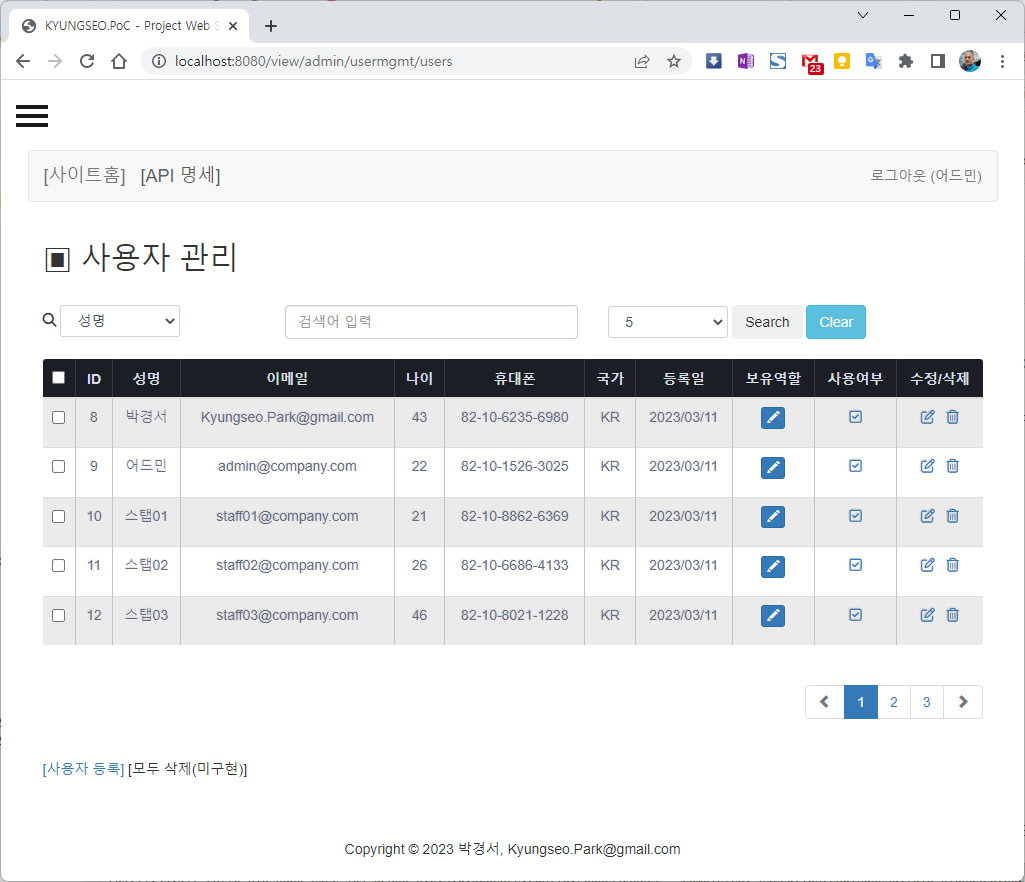 KYUNGSEO.PoC - Project Web S
localhost:8080/view/admin/usermgmt/users
23
[사이트홈] [API 명세] 로그아웃 (어드민)
▣ 사용자 관리
성명 검색어 입력 5 Search Clear
ID 성명 이메일 나이 휴대폰 국가 등록일 보유역할 사용여부 수정/삭제
8 박경서 Kyungseo.Park@gmail.com 43 82-10-6235-6980 KR 2023/03/11
9 어드민 admin@company.com 22 82-10-1526-3025 KR 2023/03/11
10 스탭01 staff01@company.com 21 82-10-8862-6369 KR 2023/03/11
11 스탭02 staff02@company.com 26 82-10-6686-4133 KR 2023/03/11
12 스탭03 staff03@company.com 46 82-10-8021-1228 KR 2023/03/11
1 2 3
[사용자 등록] [모두 삭제(미구현)]
Copyright © 2023 박경서, Kyungseo.Park@gmail.com